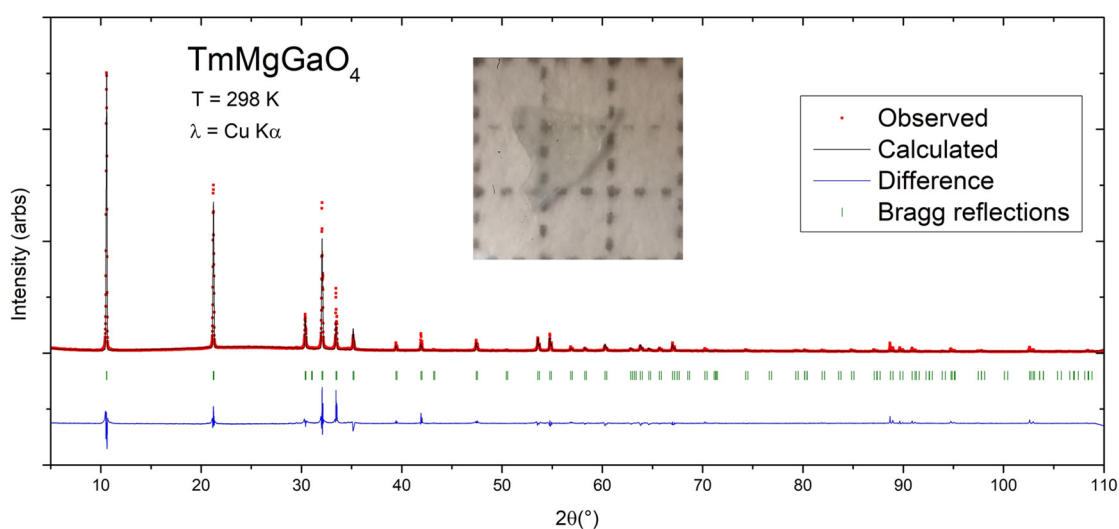 TmMgGaO₄
T = 298 K
λ = Cu Kα
Observed
Calculated
Difference
Bragg reflections
Intensity (arbs)
10 20 30 40 50 60 70 80 90 100 110
2θ(°)